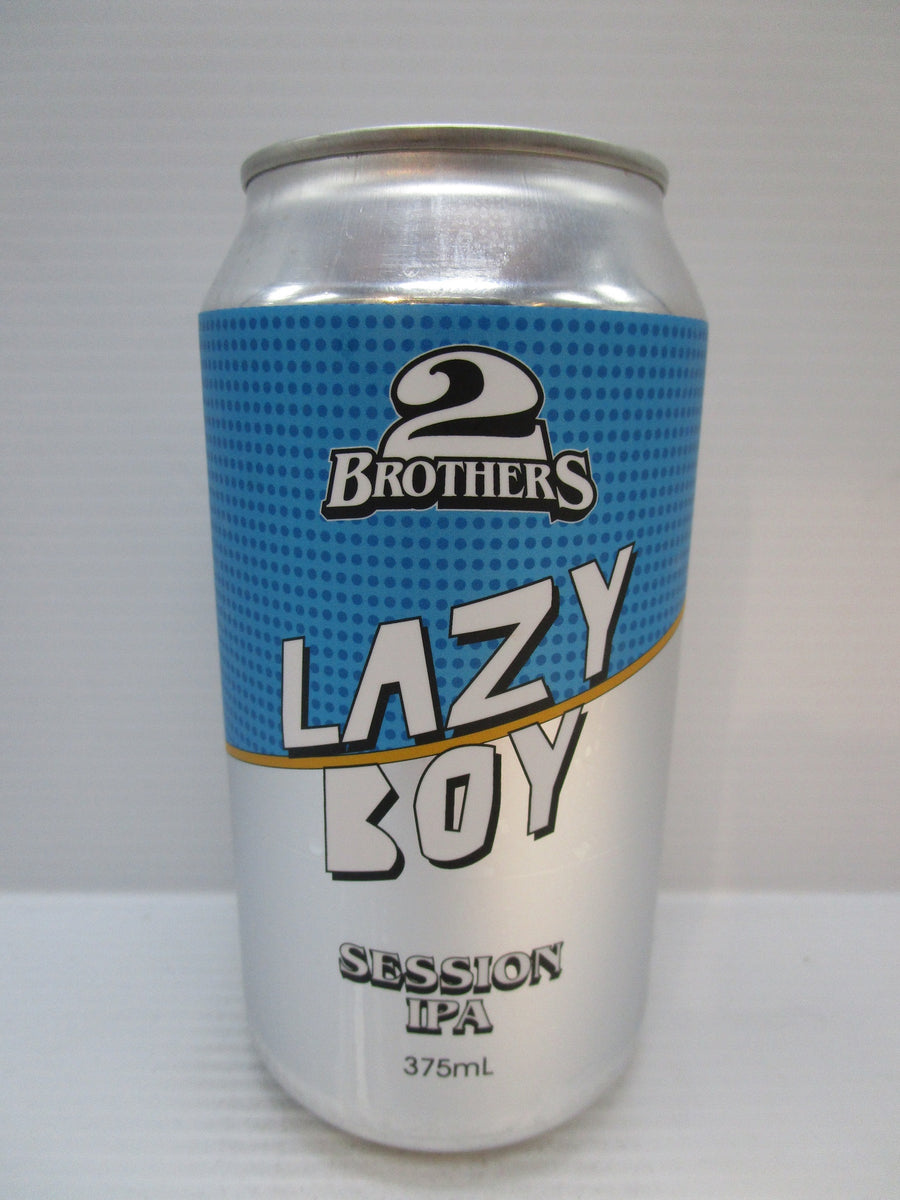 2
BROTHERS
LAZY
BOY
SESSION
IPA
375mL